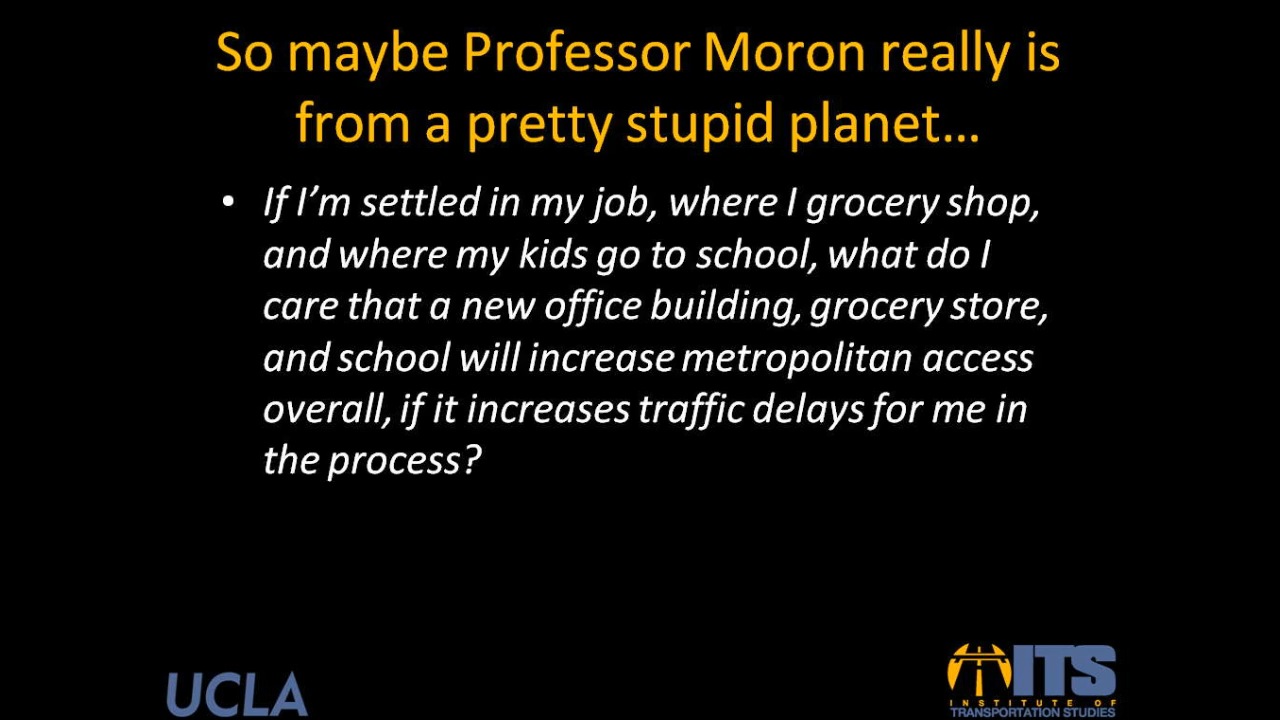 So maybe Professor Moron really is
from a pretty stupid planet…
• If I’m settled in my job, where I grocery shop,
and where my kids go to school, what do I
care that a new office building, grocery store,
and school will increase metropolitan access
overall, if it increases traffic delays for me in
the process?
UCLA
ITS
INSTITUTE OF
TRANSPORTATION STUDIES